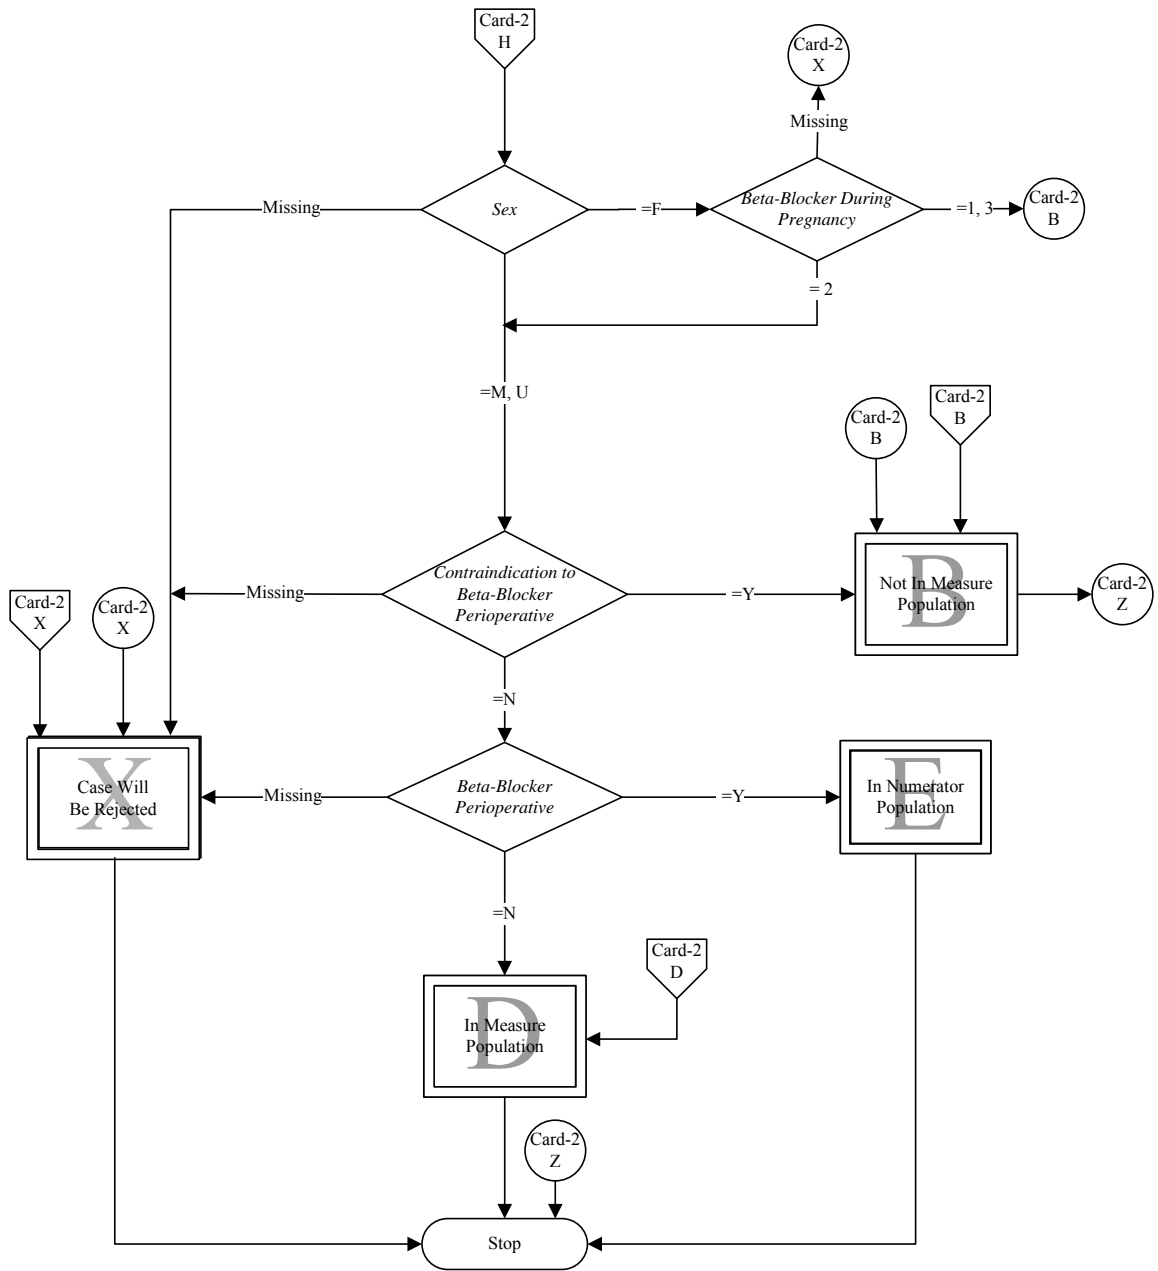 Card-2
H
Card-2
X
Missing
Missing
Sex
=F
Beta-Blocker During
Pregnancy
=1, 3
Card-2
B
= 2
=M, U
Card-2
B
Card-2
B
Contraindication to
Beta-Blocker
Perioperative
Missing
=Y
B
Not In Measure
Population
Card-2
Z
Card-2
X
Card-2
X
=N
X
Case Will
Be Rejected
Missing
Beta-Blocker
Perioperative
=Y
E
In Numerator
Population
=N
Card-2
D
D
In Measure
Population
Card-2
Z
Stop